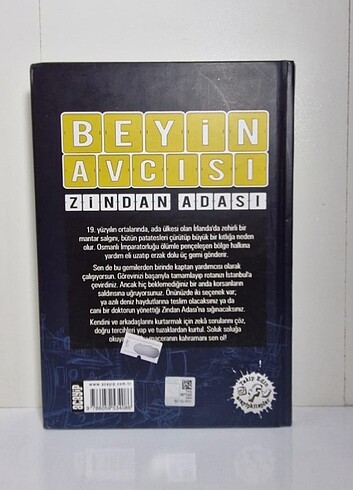 BEYİN
AVCISI
ZİNDAN ADASI
19. yüzyılın ortalarında, ada ülkesi olan İrlanda'da zehirli bir
mantar salgını, bütün patatesleri çürütüp büyük bir kıtlığa neden
olur. Osmanlı İmparatorluğu ölümle pençeleşen bölge halkına
yardım eli uzatıp erzak dolu üç gemi gönderir.
Sen de bu gemilerden birinde kaptan yardımcısı olarak
çalışıyorsun. Görevinizi başarıyla tamamlayıp rotanızı İstanbul'a
çevirdiniz. Ancak hiç beklemediğiniz bir anda korsanların
saldırısına uğruyorsunuz. Önünüzde iki seçenek var;
ya azılı deniz haydutlarına teslim olacaksınız ya da
cani bir doktorun yönettiği Zindan Adası'na sığınacaksınız.
Kendini ve arkadaşlarını kurtarmak için zekâ sorularını çöz,
doğru tercihleri yap ve tuzaklardan kurtul. Soluk soluğa
maceranın kahramanı sen ol!
acayip
www.acayip.com.tr